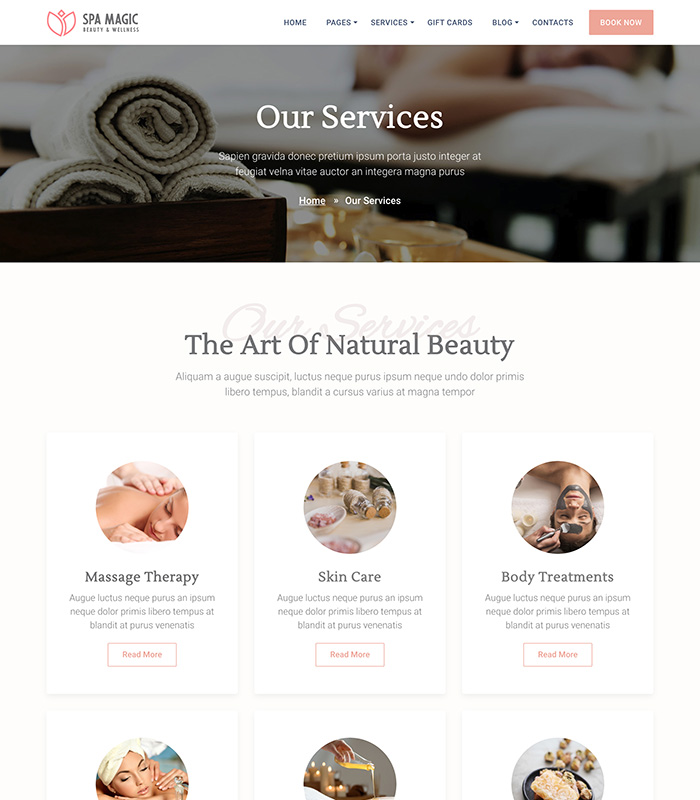 SPA MAGIC
BEAUTY & WELLNESS
HOME PAGES SERVICES GIFT CARDS BLOG CONTACTS BOOK NOW
Our Services
Sapien gravida donec pretium ipsum porta justo integer at
feugiat velna vitae auctor an integera magna purus
Home » Our Services
Our Services
The Art Of Natural Beauty
Aliquam a augue suscipit, luctus neque purus ipsum neque undo dolor primis
libero tempus, blandit a cursus varius at magna tempor
Massage Therapy
Augue luctus neque purus an ipsum
neque dolor primis libero tempus at
blandit at purus venenatis
Read More
Skin Care
Augue luctus neque purus an ipsum
neque dolor primis libero tempus at
blandit at purus venenatis
Read More
Body Treatments
Augue luctus neque purus an ipsum
neque dolor primis libero tempus at
blandit at purus venenatis
Read More